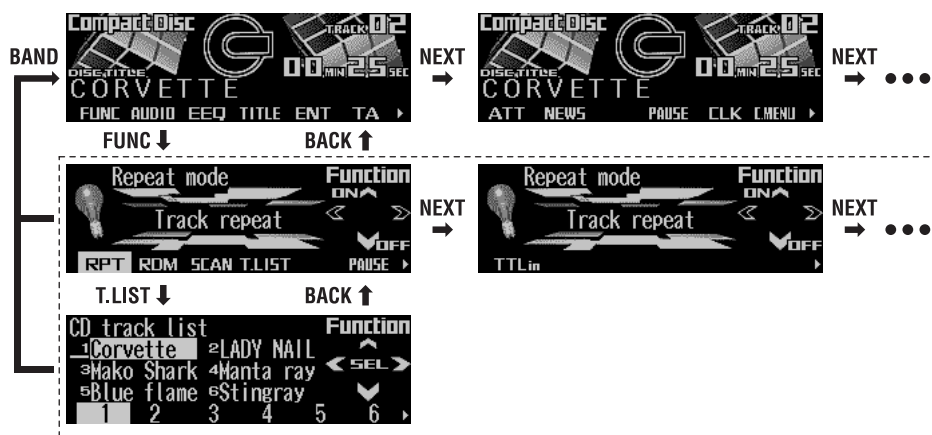 Compact Disc TRACK 02
BAND
NEXT
DISC TITLE
00 MIN 25 SEC
CORVETTE
FUNC AUDIO EEQ TITLE ENT TA
Compact Disc TRACK 02
NEXT
DISC TITLE
00 MIN 25 SEC
CORVETTE
ATT NEWS PAUSE CLK C.MENU
FUNC
BACK
Repeat mode
Function
ON
Track repeat
OFF
RPT RDM SCAN T.LIST PAUSE
NEXT
Repeat mode
Function
ON
Track repeat
OFF
TTLin
NEXT
T.LIST
BACK
CD track list
Function
1Corvette 2LADY NAIL
3Mako Shark 4Manta ray
SEL
5Blue flame 6Stingray
1 2 3 4 5 6